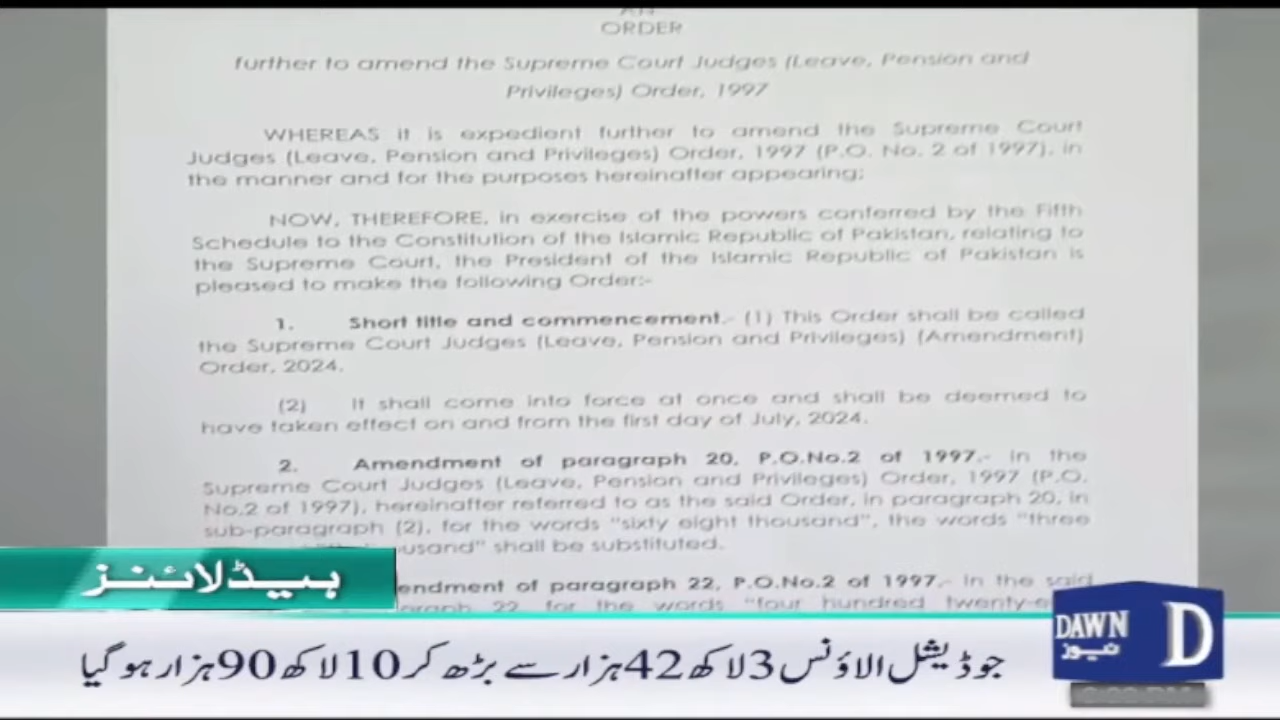 AN
ORDER
further to amend the Supreme Court Judges (Leave, Pension and
Privileges) Order, 1997
WHEREAS it is expedient further to amend the Supreme Court
Judges (Leave, Pension and Privileges) Order, 1997 (P.O. No. 2 of 1997), in
the manner and for the purposes hereinafter appearing;
NOW, THEREFORE, in exercise of the powers conferred by the Fifth
Schedule to the Constitution of the Islamic Republic of Pakistan, relating to
the Supreme Court, the President of the Islamic Republic of Pakistan is
pleased to make the following Order:-
1. Short title and commencement.- (1) This Order shall be called
the Supreme Court Judges (Leave, Pension and Privileges) (Amendment)
Order, 2024.
(2) It shall come into force at once and shall be deemed to
have taken effect on and from the first day of July, 2024.
2. Amendment of paragraph 20, P.O.No.2 of 1997.- In the
Supreme Court Judges (Leave, Pension and Privileges) Order, 1997 (P.O.
No.2 of 1997), hereinafter referred to as the said Order, in paragraph 20, in
sub-paragraph (2), for the words "sixty eight thousand", the words "three
shall be substituted.
of paragraph 22, P.O.No.2 of 1997.- In the said
22, for the words "four hundred
ہیڈلائنز
DAWN
نیوز
D
جوڈیشل الاؤنس 3 لاکھ 42 ہزار سے بڑھ کر 10 لاکھ 90 ہزار ہو گیا